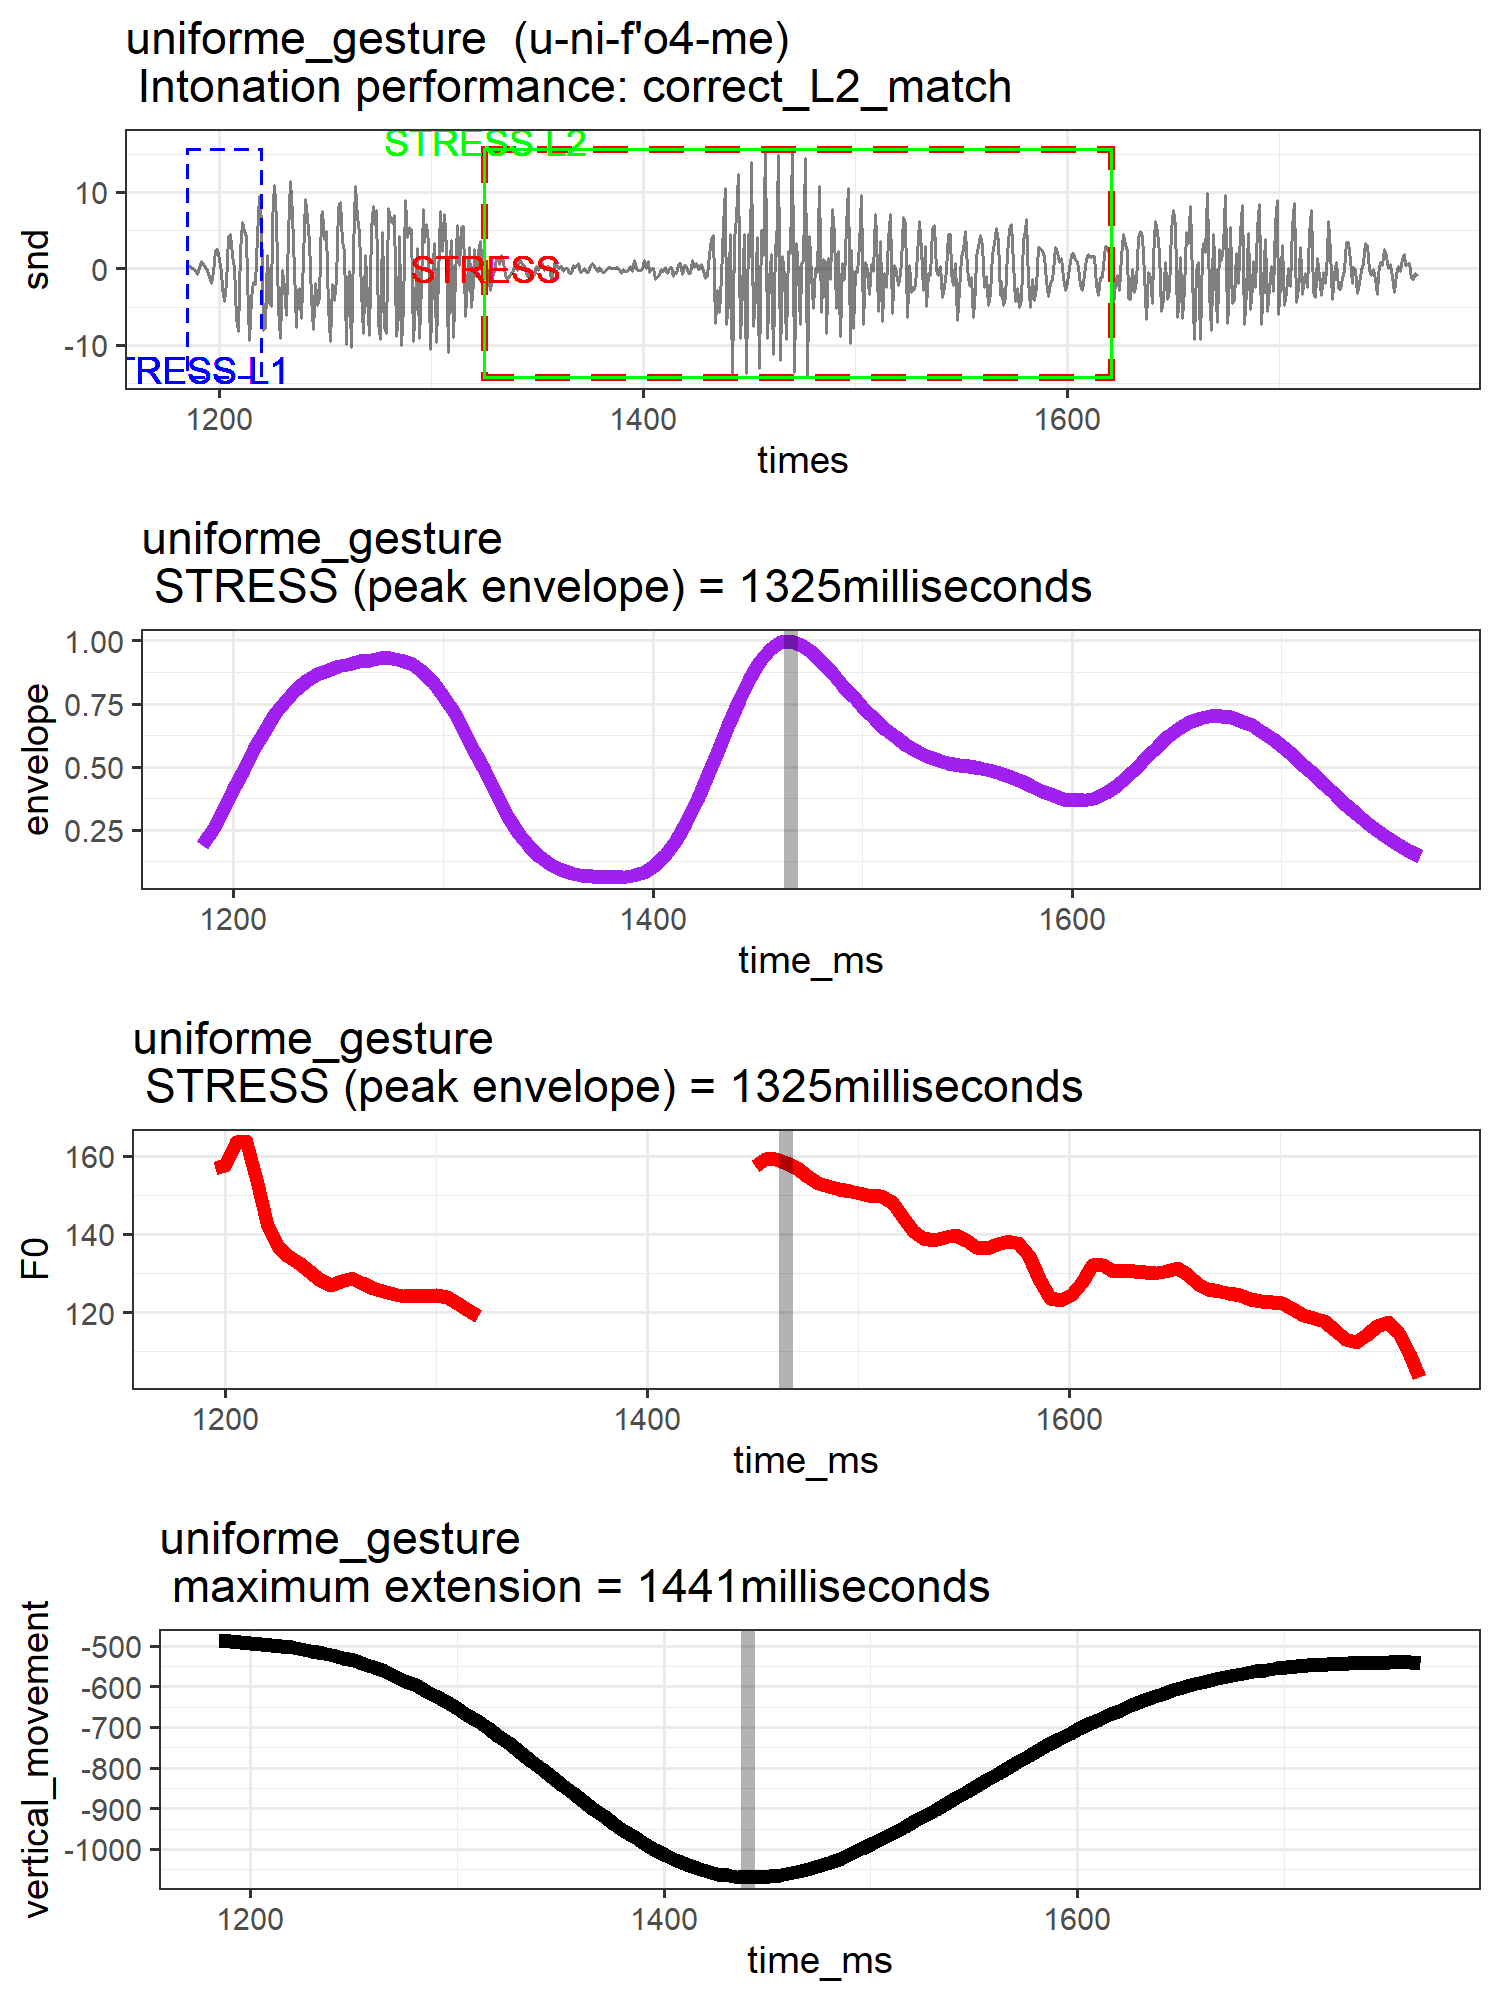 uniforme_gesture (u-ni-f'o4-me)
Intonation performance: correct_L2_match
STRESS L2
10
0
-10
snd
STRESS
TRESS L1
1200 1400 1600
times
uniforme_gesture
STRESS (peak envelope) = 1325milliseconds
1.00
0.75
0.50
0.25
envelope
1200 1400 1600
time_ms
uniforme_gesture
STRESS (peak envelope) = 1325milliseconds
160
140
120
F0
1200 1400 1600
time_ms
uniforme_gesture
maximum extension = 1441milliseconds
-500
-600
-700
-800
-900
-1000
vertical_movement
1200 1400 1600
time_ms